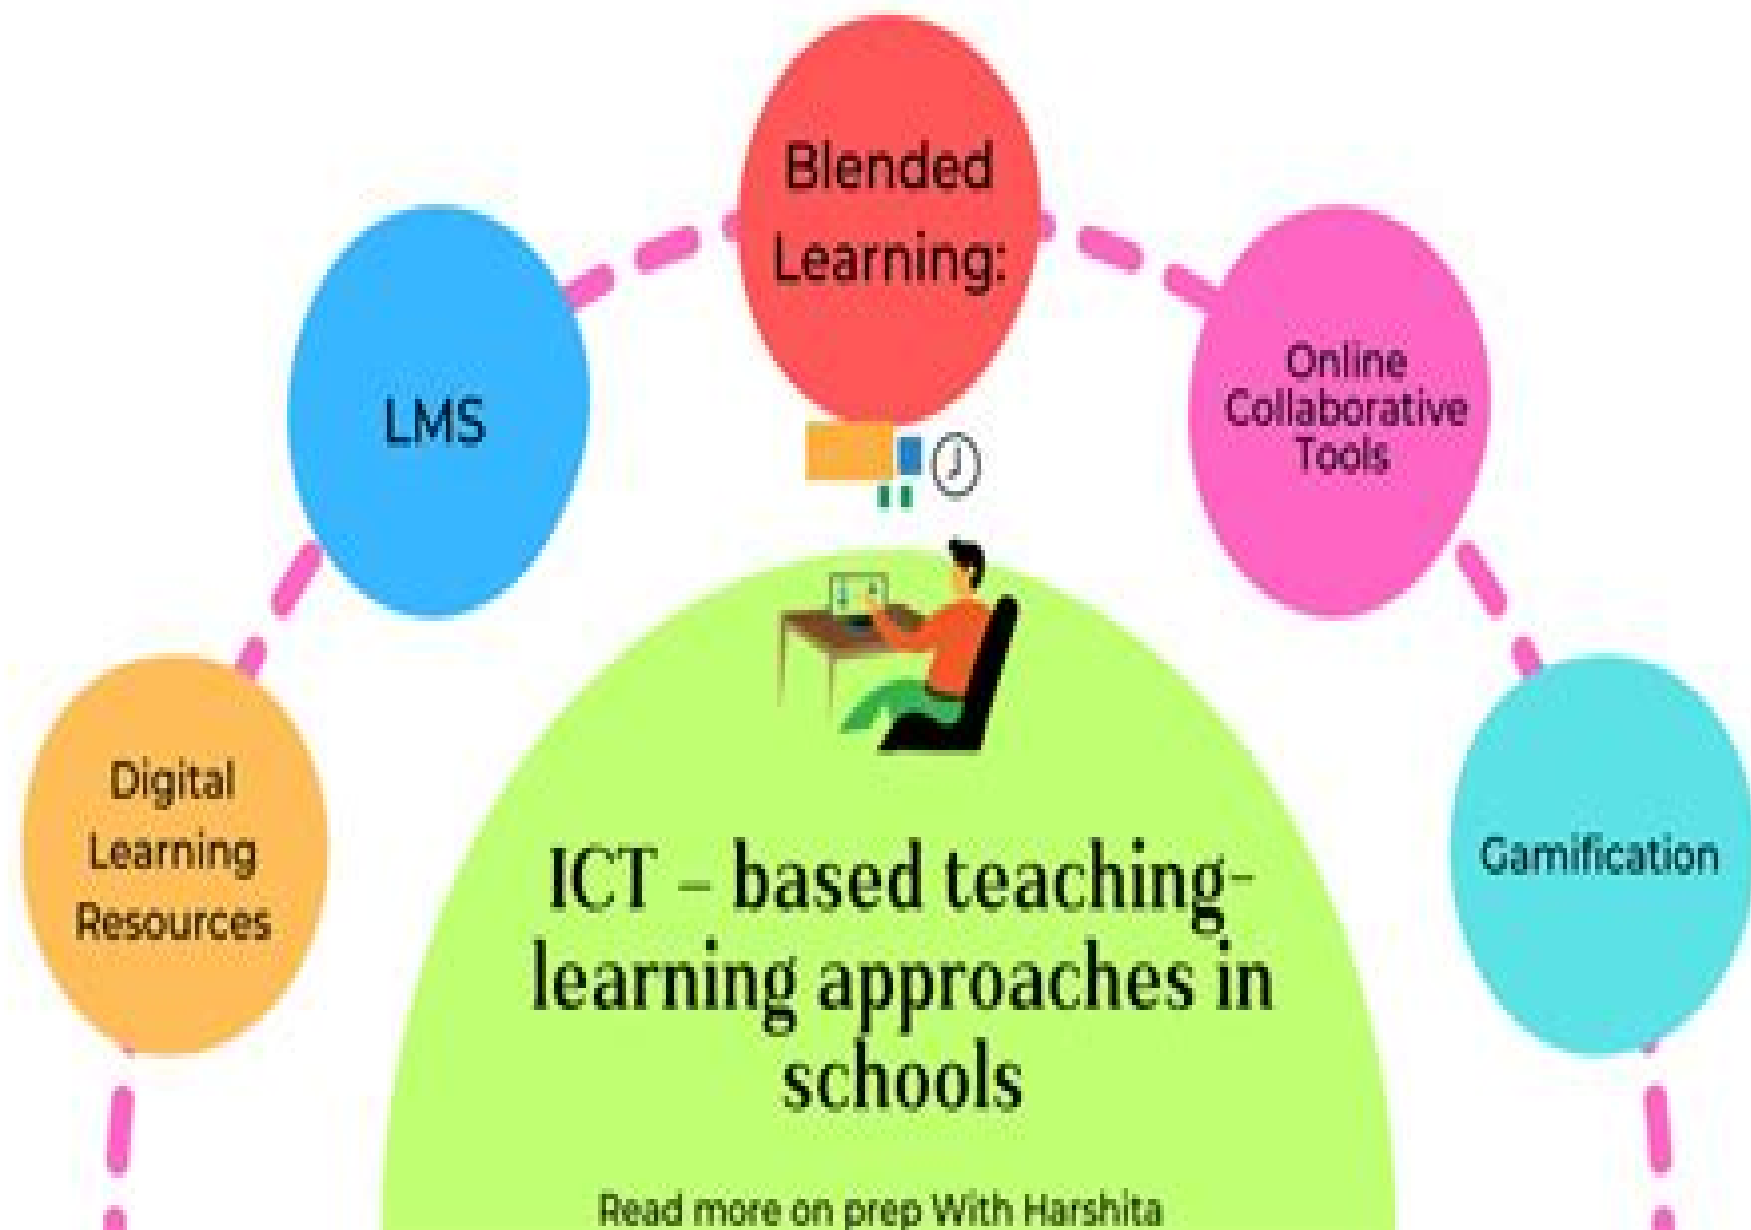 Blended
Learning:
LMS
Online
Collaborative
Tools
Digital
Learning
Resources
Gamification
ICT – based teaching-
learning approaches in
schools
Read more on prep With Harshita